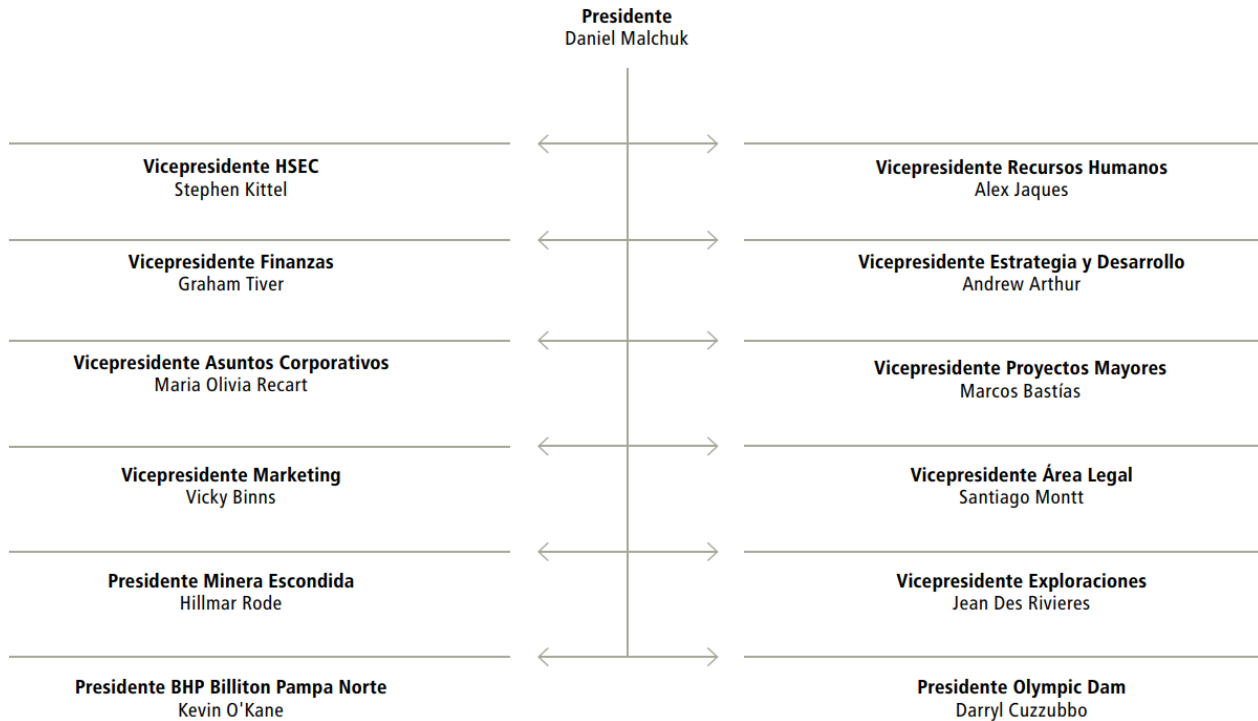 Presidente
Daniel Malchuk
Vicepresidente HSEC
Stephen Kittel
Vicepresidente Recursos Humanos
Alex Jaques
Vicepresidente Finanzas
Graham Tiver
Vicepresidente Estrategia y Desarrollo
Andrew Arthur
Vicepresidente Asuntos Corporativos
Maria Olivia Recart
Vicepresidente Proyectos Mayores
Marcos Bastías
Vicepresidente Marketing
Vicky Binns
Vicepresidente Área Legal
Santiago Montt
Presidente Minera Escondida
Hillmar Rode
Vicepresidente Exploraciones
Jean Des Rivieres
Presidente BHP Billiton Pampa Norte
Kevin O'Kane
Presidente Olympic Dam
Darryl Cuzzubbo